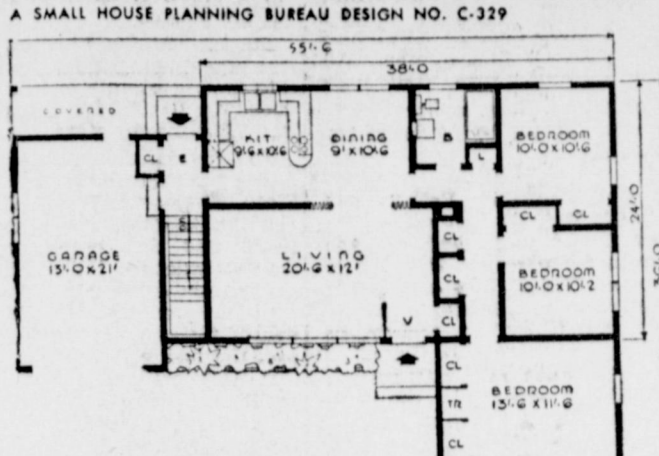 A SMALL HOUSE PLANNING BUREAU DESIGN NO. C-329
55'-6
38'-0
COVERED
CL
E
KIT
9'-6 x 10'-6
DINING
9' x 10'-6
B
L
BEDROOM
10'-0 x 10'-6
24'-0
CL
CL
GARAGE
13'-0 x 21'
LIVING
20'-6 x 12'
CL
CL
CL
BEDROOM
10'-0 x 10'-2
36'-0
V
CL
TR
CL
BEDROOM
13'-6 x 11'-6